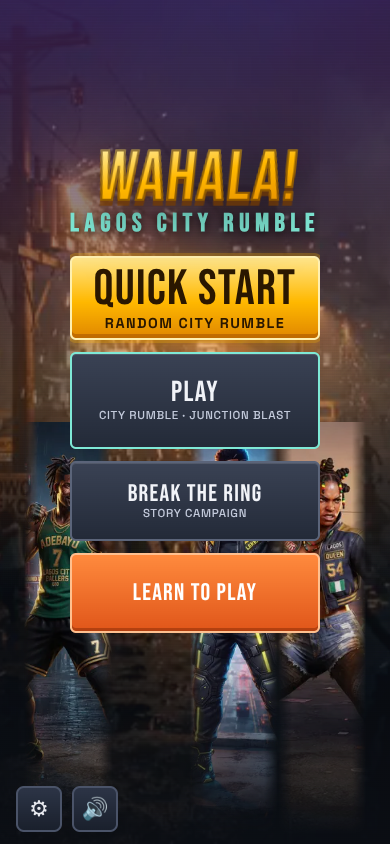 WAHALA!
LAGOS CITY RUMBLE
QUICK START
RANDOM CITY RUMBLE
PLAY
CITY RUMBLE · JUNCTION BLAST
BREAK THE RING
STORY CAMPAIGN
ADEBAYO
7
LAGOS CITY
7
LAGOS
QUEEN
54
LEARN TO PLAY